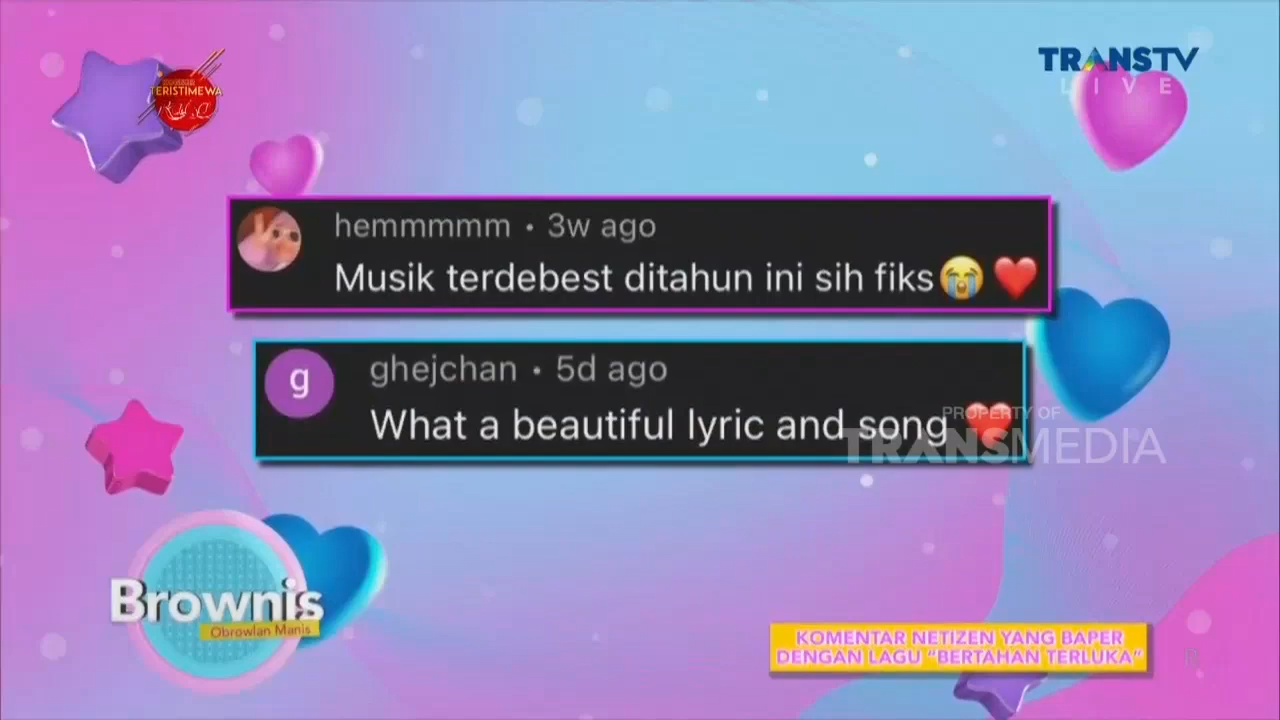 TERISTIMEWA
TRANSTV
LIVE
hemmmmm • 3w ago
Musik terdebest ditahun ini sih fiks😭 ❤️
g
ghejchan • 5d ago
What a beautiful lyric and song ❤️
PROPERTY OF
TRANSMEDIA
Brownis
Obrowlan Manis
KOMENTAR NETIZEN YANG BAPER
DENGAN LAGU “BERTAHAN TERLUKA”
R